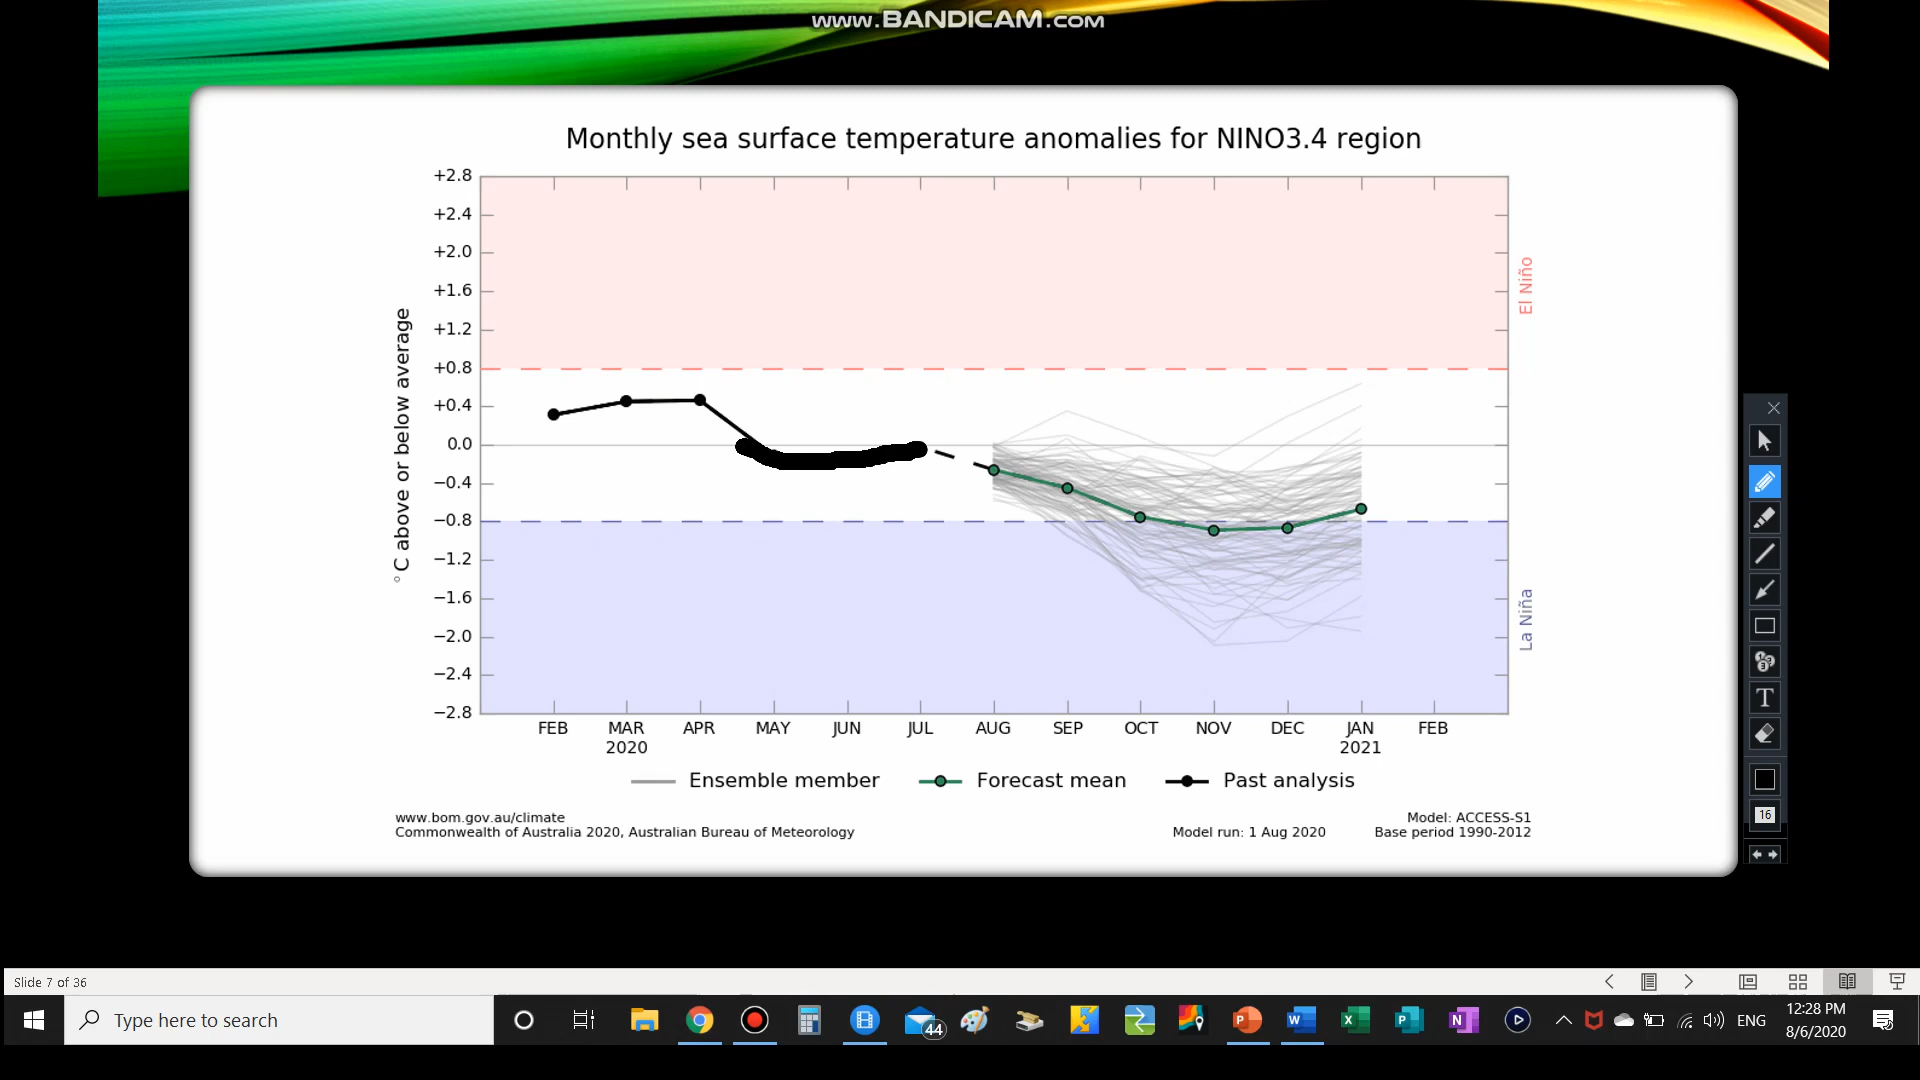 www.BANDICAM.com
Monthly sea surface temperature anomalies for NINO3.4 region
+2.8
+2.4
+2.0
+1.6
+1.2
+0.8
+0.4
0.0
−0.4
−0.8
−1.2
−1.6
−2.0
−2.4
−2.8
°C above or below average
El Niño
La Niña
FEB MAR APR MAY JUN JUL AUG SEP OCT NOV DEC JAN FEB
2020 2021
Ensemble member Forecast mean Past analysis
www.bom.gov.au/climate Model: ACCESS-S1
Commonwealth of Australia 2020, Australian Bureau of Meteorology Model run: 1 Aug 2020 Base period 1990-2012
T
16
Slide 7 of 36
Type here to search
44
ENG
12:28 PM
8/6/2020